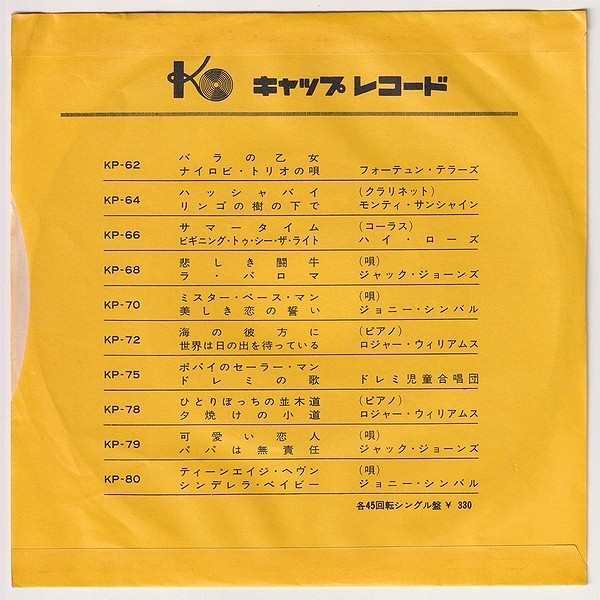 K キャップレコード
KP-62 バラの乙女
ナイロビ・トリオの唄 フォーチュン・テラーズ
KP-64 ハッシャバイ (クラリネット)
リンゴの樹の下で モンティ・サンシャイン
KP-66 サマータイム (コーラス)
ビギニング・トゥ・シー・ザ・ライト ハイ・ローズ
KP-68 悲しき闘牛 (唄)
ラ・パロマ ジャック・ジョーンズ
KP-70 ミスター・ベース・マン (唄)
美しき恋の誓い ジョニー・シンバル
KP-72 海の彼方に (ピアノ)
世界は日の出を待っている ロジャー・ウィリアムス
KP-75 ポパイのセーラー・マン
ドレミの歌 ドレミ児童合唱団
KP-78 ひとりぼっちの並木道 (ピアノ)
夕焼けの小道 ロジャー・ウィリアムス
KP-79 可愛い恋人 (唄)
パパは無責任 ジャック・ジョーンズ
KP-80 ティーンエイジ・ヘヴン (唄)
シンデレラ・ベイビー ジョニー・シンバル
各45回転シングル盤 ¥ 330